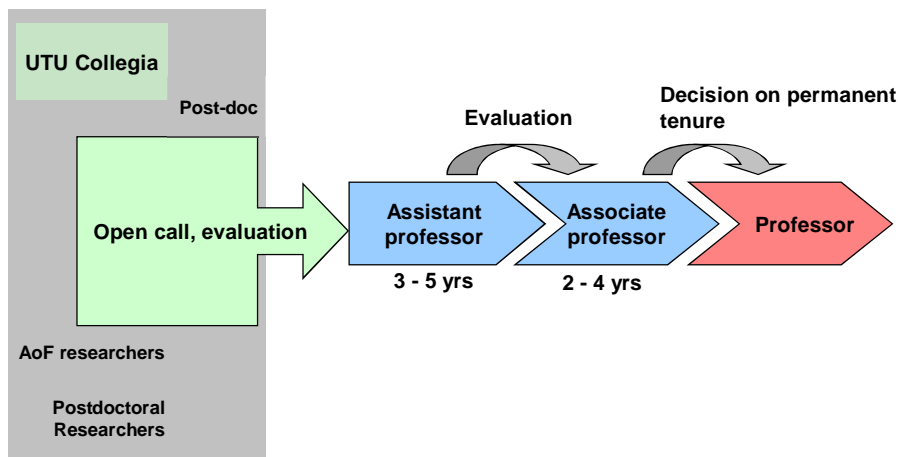 UTU Collegia
Post-doc
Open call, evaluation
AoF researchers
Postdoctoral
Researchers
Evaluation
Decision on permanent
tenure
Assistant
professor
Associate
professor
Professor
3 - 5 yrs
2 - 4 yrs